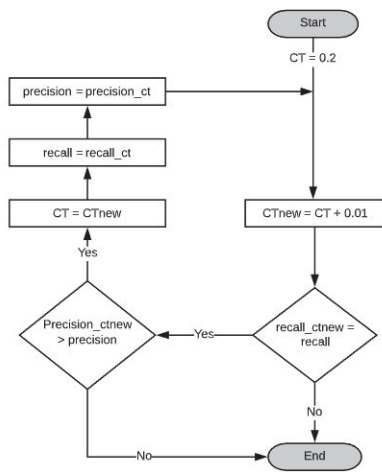 Start
CT = 0.2
precision = precision_ct
recall = recall_ct
CT = CTnew
CTnew = CT + 0.01
Yes
Precision_ctnew
> precision
Yes
recall_ctnew =
recall
No
No
End